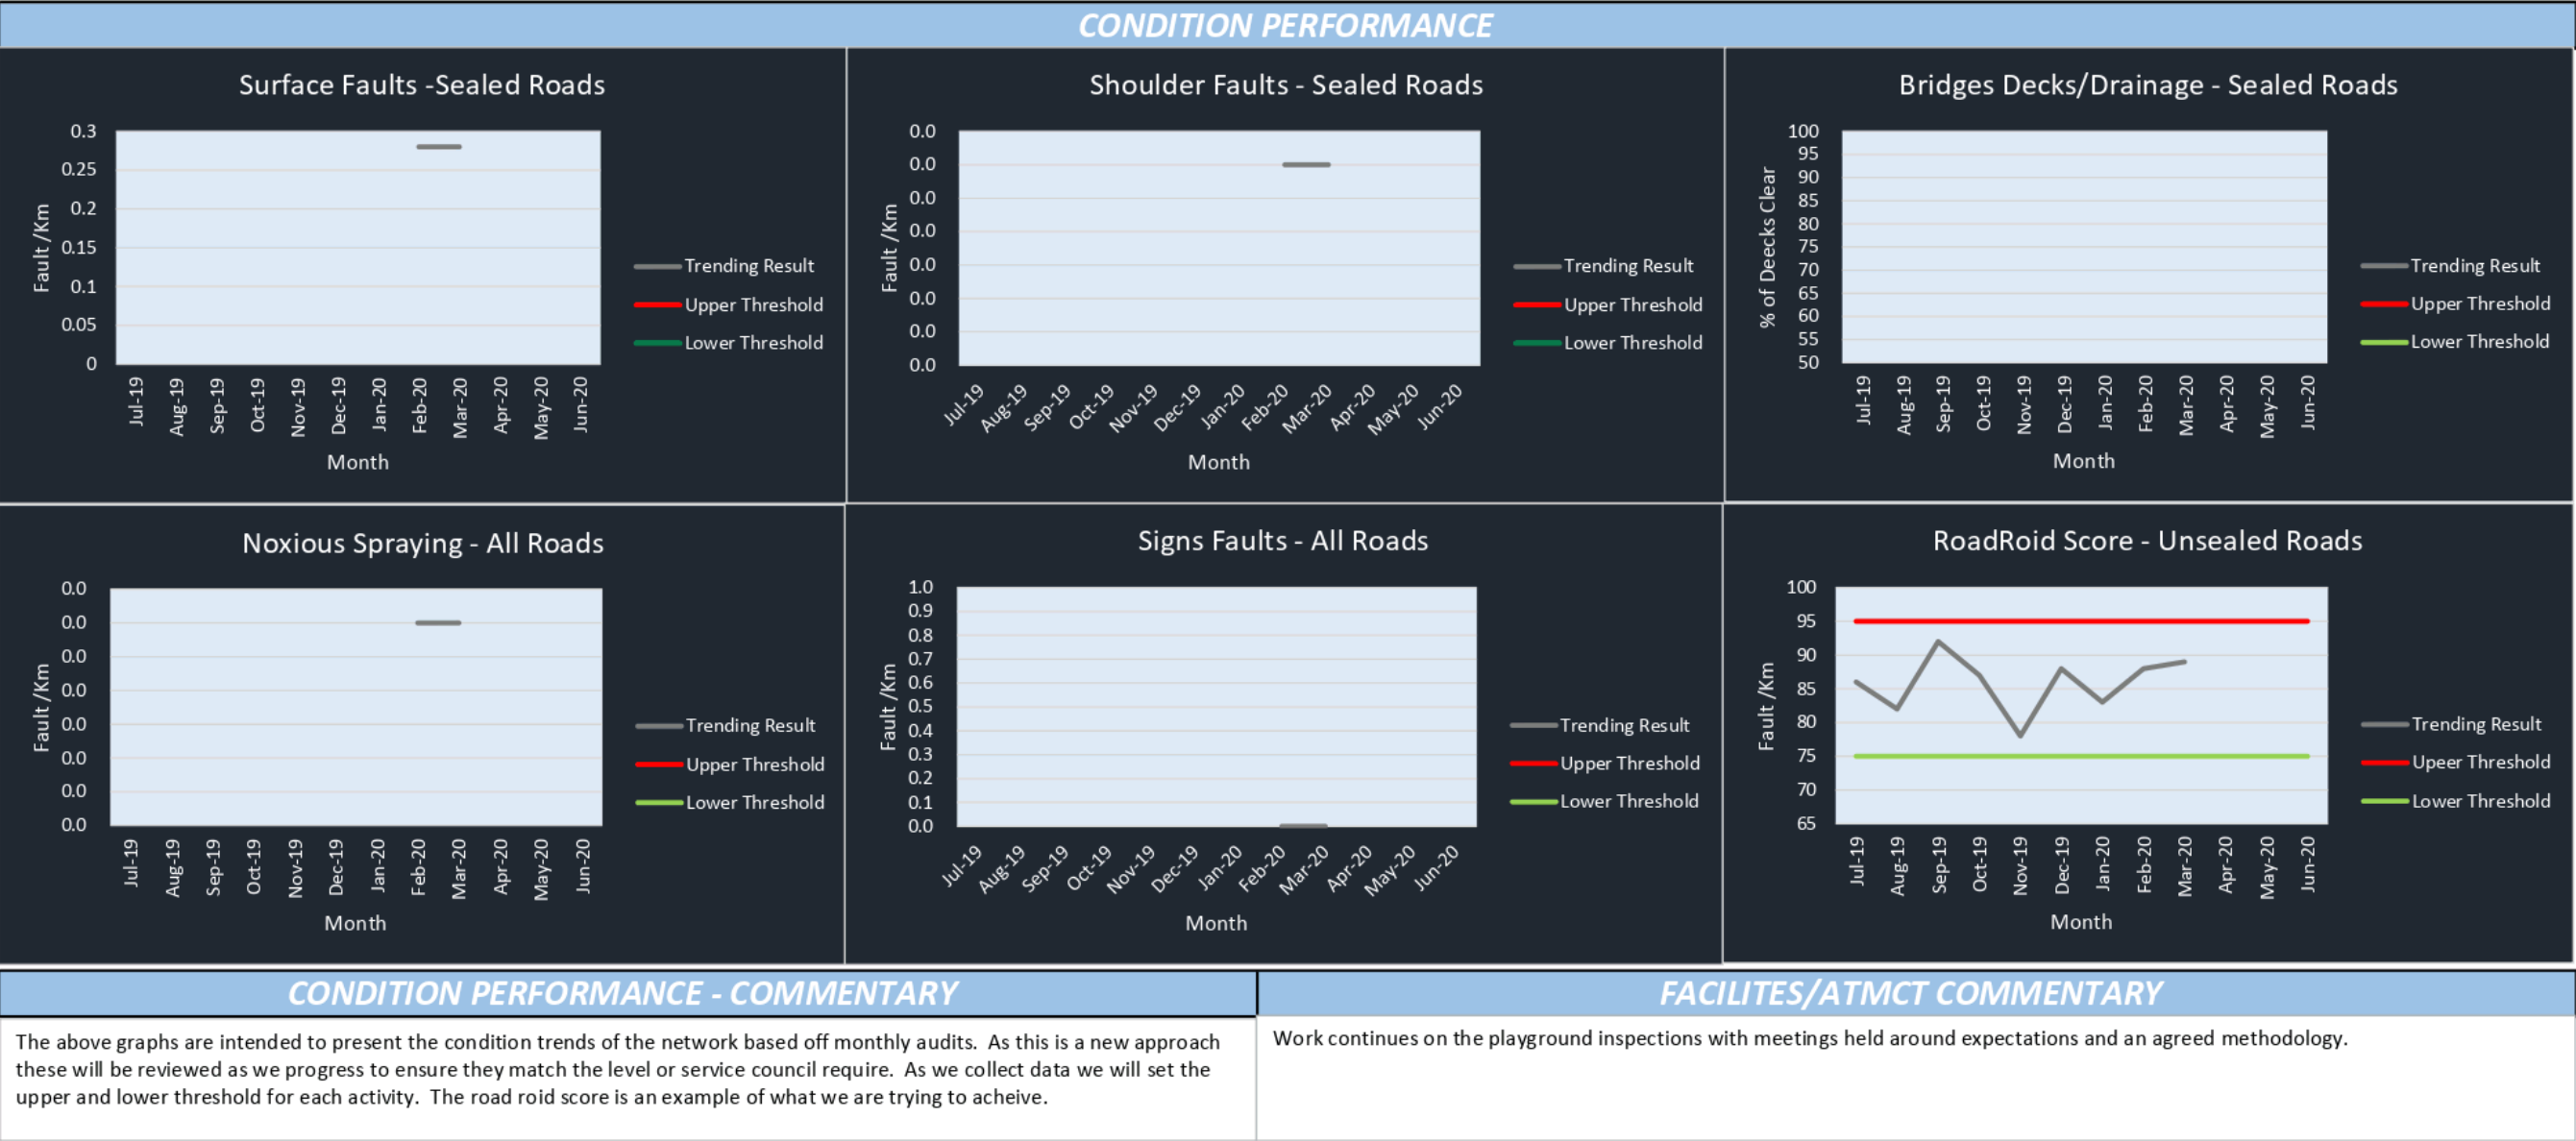 CONDITION PERFORMANCE
Surface Faults -Sealed Roads
Fault /Km
0.3
0.25
0.2
0.15
0.1
0.05
0
Jul-19
Aug-19
Sep-19
Oct-19
Nov-19
Dec-19
Jan-20
Feb-20
Mar-20
Apr-20
May-20
Jun-20
Month
Trending Result
Upper Threshold
Lower Threshold
Shoulder Faults - Sealed Roads
Fault /Km
0.0
0.0
0.0
0.0
0.0
0.0
0.0
0.0
Jul-19
Aug-19
Sep-19
Oct-19
Nov-19
Dec-19
Jan-20
Feb-20
Mar-20
Apr-20
May-20
Jun-20
Month
Trending Result
Upper Threshold
Lower Threshold
Bridges Decks/Drainage - Sealed Roads
% of Deecks Clear
100
95
90
85
80
75
70
65
60
55
50
Jul-19
Aug-19
Sep-19
Oct-19
Nov-19
Dec-19
Jan-20
Feb-20
Mar-20
Apr-20
May-20
Jun-20
Month
Trending Result
Upper Threshold
Lower Threshold
Noxious Spraying - All Roads
Fault /Km
0.0
0.0
0.0
0.0
0.0
0.0
0.0
0.0
Jul-19
Aug-19
Sep-19
Oct-19
Nov-19
Dec-19
Jan-20
Feb-20
Mar-20
Apr-20
May-20
Jun-20
Month
Trending Result
Upper Threshold
Lower Threshold
Signs Faults - All Roads
Fault /Km
1.0
0.9
0.8
0.7
0.6
0.5
0.4
0.3
0.2
0.1
0.0
Jul-19
Aug-19
Sep-19
Oct-19
Nov-19
Dec-19
Jan-20
Feb-20
Mar-20
Apr-20
May-20
Jun-20
Month
Trending Result
Upper Threshold
Lower Threshold
RoadRoid Score - Unsealed Roads
Fault /Km
100
95
90
85
80
75
70
65
Jul-19
Aug-19
Sep-19
Oct-19
Nov-19
Dec-19
Jan-20
Feb-20
Mar-20
Apr-20
May-20
Jun-20
Month
Trending Result
Upeer Threshold
Lower Threshold
CONDITION PERFORMANCE - COMMENTARY
The above graphs are intended to present the condition trends of the network based off monthly audits. As this is a new approach
these will be reviewed as we progress to ensure they match the level or service council require. As we collect data we will set the
upper and lower threshold for each activity. The road roid score is an example of what we are trying to acheive.
FACILITES/ATMCT COMMENTARY
Work continues on the playground inspections with meetings held around expectations and an agreed methodology.